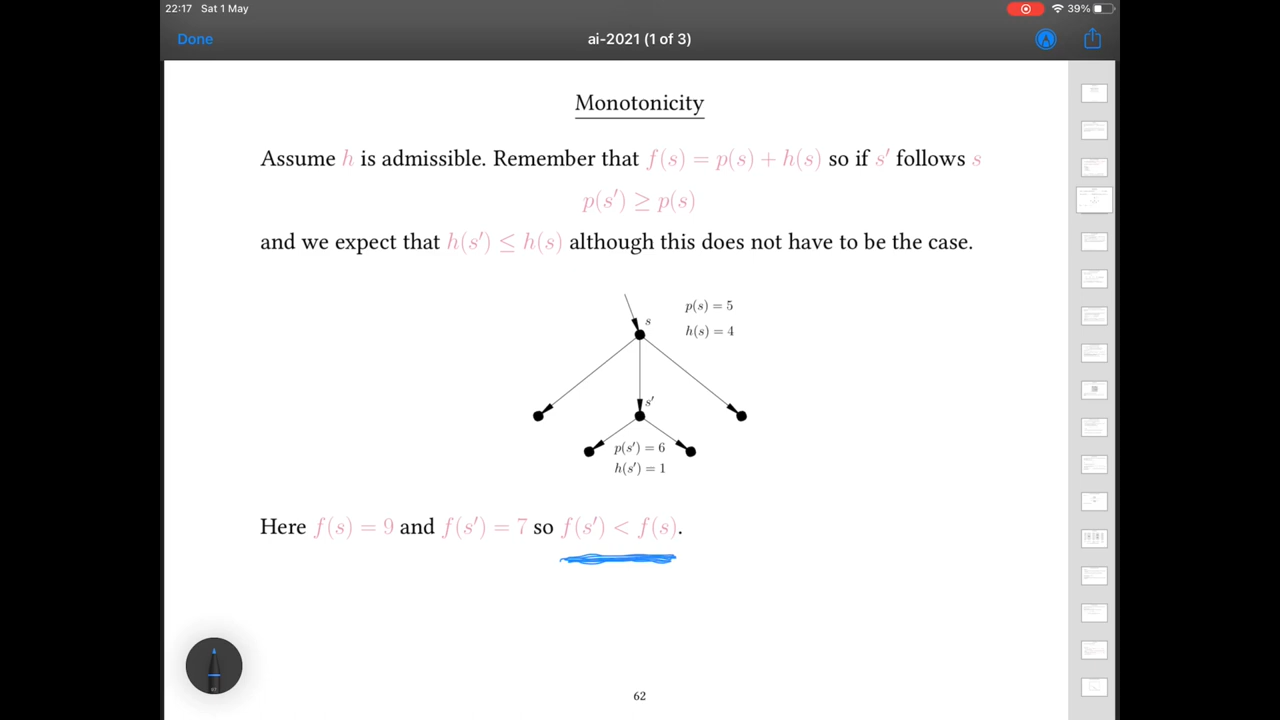 22:17 Sat 1 May
39%
Done
ai-2021 (1 of 3)
Monotonicity
Assume h is admissible. Remember that f(s) = p(s) + h(s) so if s′ follows s
p(s′) ≥ p(s)
and we expect that h(s′) ≤ h(s) although this does not have to be the case.
p(s) = 5
s
h(s) = 4
s′
p(s′) = 6
h(s′) = 1
Here f(s) = 9 and f(s′) = 7 so f(s′) < f(s).
62